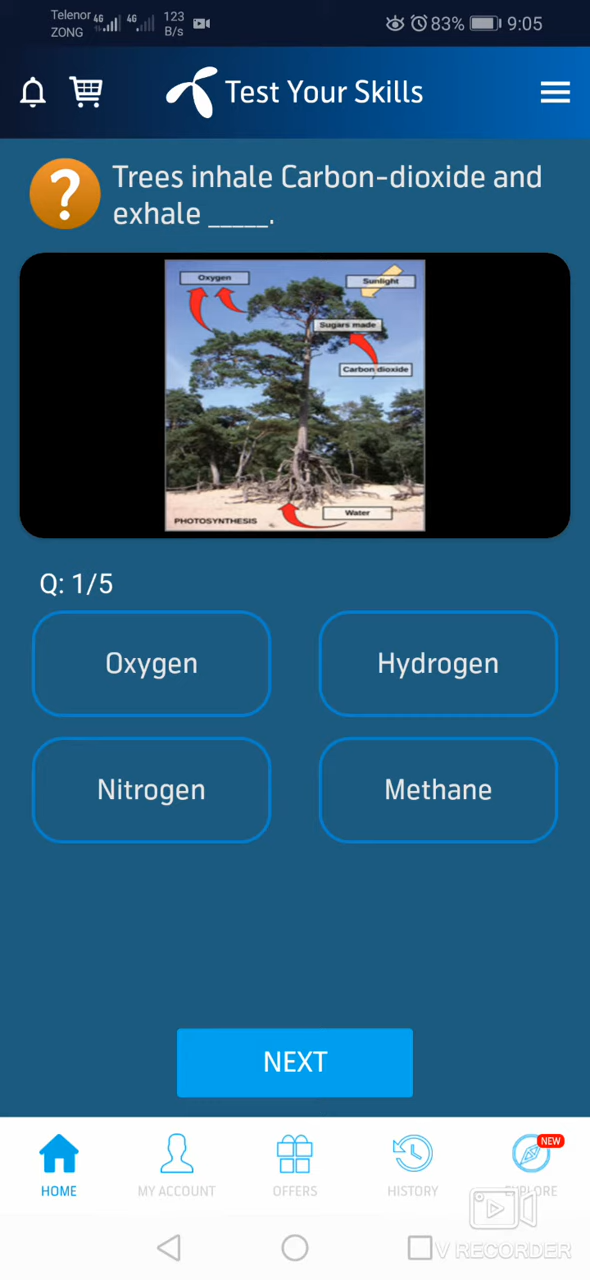 Telenor 4G 4G 123 83% 9:05
ZONG B/s
Test Your Skills
? Trees inhale Carbon-dioxide and
exhale _____.
Oxygen
Sunlight
Sugars made
Carbon dioxide
Water
PHOTOSYNTHESIS
Q: 1/5
Oxygen Hydrogen
Nitrogen Methane
NEXT
NEW
HOME MY ACCOUNT OFFERS HISTORY EXPLORE
V RECORDER